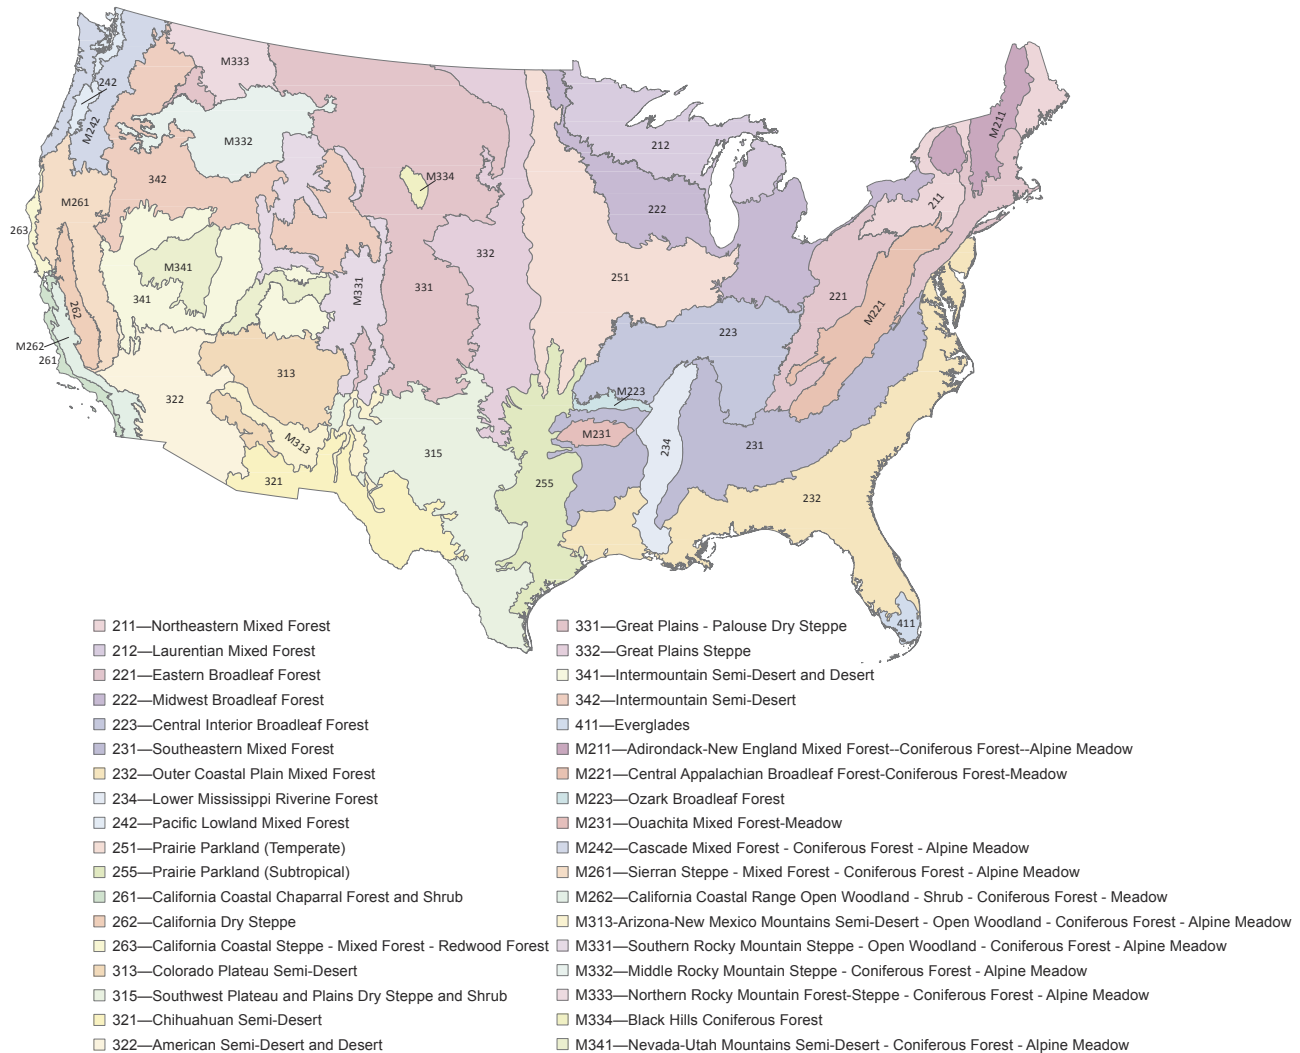 M333
242
M242
M332
212
M211
342
M334
M261
222
211
263
M341
332
251
331
M331
341
221
M221
262
223
M262
261
313
M223
322
M231
M313
315
234
231
321
255
232
411
211—Northeastern Mixed Forest
212—Laurentian Mixed Forest
221—Eastern Broadleaf Forest
222—Midwest Broadleaf Forest
223—Central Interior Broadleaf Forest
231—Southeastern Mixed Forest
232—Outer Coastal Plain Mixed Forest
234—Lower Mississippi Riverine Forest
242—Pacific Lowland Mixed Forest
251—Prairie Parkland (Temperate)
255—Prairie Parkland (Subtropical)
261—California Coastal Chaparral Forest and Shrub
262—California Dry Steppe
263—California Coastal Steppe - Mixed Forest - Redwood Forest
313—Colorado Plateau Semi-Desert
315—Southwest Plateau and Plains Dry Steppe and Shrub
321—Chihuahuan Semi-Desert
322—American Semi-Desert and Desert
331—Great Plains - Palouse Dry Steppe
332—Great Plains Steppe
341—Intermountain Semi-Desert and Desert
342—Intermountain Semi-Desert
411—Everglades
M211—Adirondack-New England Mixed Forest--Coniferous Forest--Alpine Meadow
M221—Central Appalachian Broadleaf Forest-Coniferous Forest-Meadow
M223—Ozark Broadleaf Forest
M231—Ouachita Mixed Forest-Meadow
M242—Cascade Mixed Forest - Coniferous Forest - Alpine Meadow
M261—Sierran Steppe - Mixed Forest - Coniferous Forest - Alpine Meadow
M262—California Coastal Range Open Woodland - Shrub - Coniferous Forest - Meadow
M313-Arizona-New Mexico Mountains Semi-Desert - Open Woodland - Coniferous Forest - Alpine Meadow
M331—Southern Rocky Mountain Steppe - Open Woodland - Coniferous Forest - Alpine Meadow
M332—Middle Rocky Mountain Steppe - Coniferous Forest - Alpine Meadow
M333—Northern Rocky Mountain Forest-Steppe - Coniferous Forest - Alpine Meadow
M334—Black Hills Coniferous Forest
M341—Nevada-Utah Mountains Semi-Desert - Coniferous Forest - Alpine Meadow